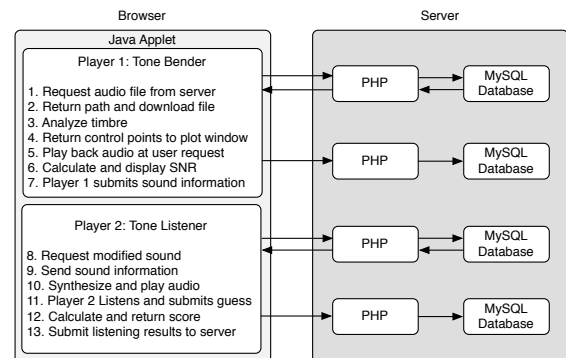 Browser
Server
Java Applet
Player 1: Tone Bender
1. Request audio file from server
2. Return path and download file
3. Analyze timbre
4. Return control points to plot window
5. Play back audio at user request
6. Calculate and display SNR
7. Player 1 submits sound information
PHP
MySQL
Database
PHP
MySQL
Database
Player 2: Tone Listener
8. Request modified sound
9. Send sound information
10. Synthesize and play audio
11. Player 2 Listens and submits guess
12. Calculate and return score
13. Submit listening results to server
PHP
MySQL
Database
PHP
MySQL
Database